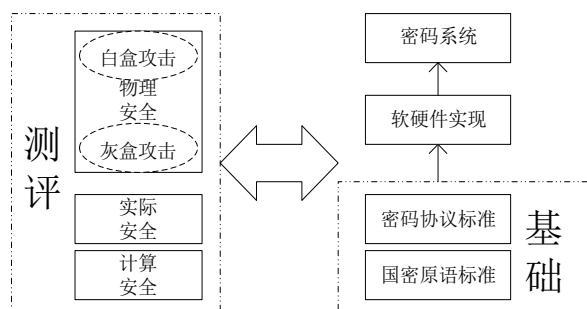 测评
白盒攻击
物理
安全
灰盒攻击
实际
安全
计算
安全
密码系统
软硬件实现
密码协议标准
国密原语标准
基础